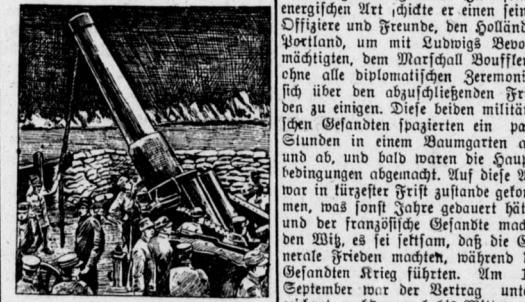 energischen Art schickte er einen sein
Offiziere und Freunde, den Holländ
Portland, um mit Ludwigs Bevo
mächtigten, dem Marschall Bouffler
ohne alle diplomatischen Zeremoni
sich über den abzuschließenden Fr
den zu einigen. Diese beiden militä
schen Gesandten spazierten ein pa
Stunden in einem Baumgarten a
und ab, und bald waren die Haup
bedingungen abgemacht. Auf diese A
war in kürzester Frist zustande geko
men, was sonst Jahre gedauert hät
und der französische Gesandte mach
den Witz, es sei seltsam, daß die G
nerale Frieden machten, während
Gesandten Krieg führten. Am 1
September war der Vertrag unte